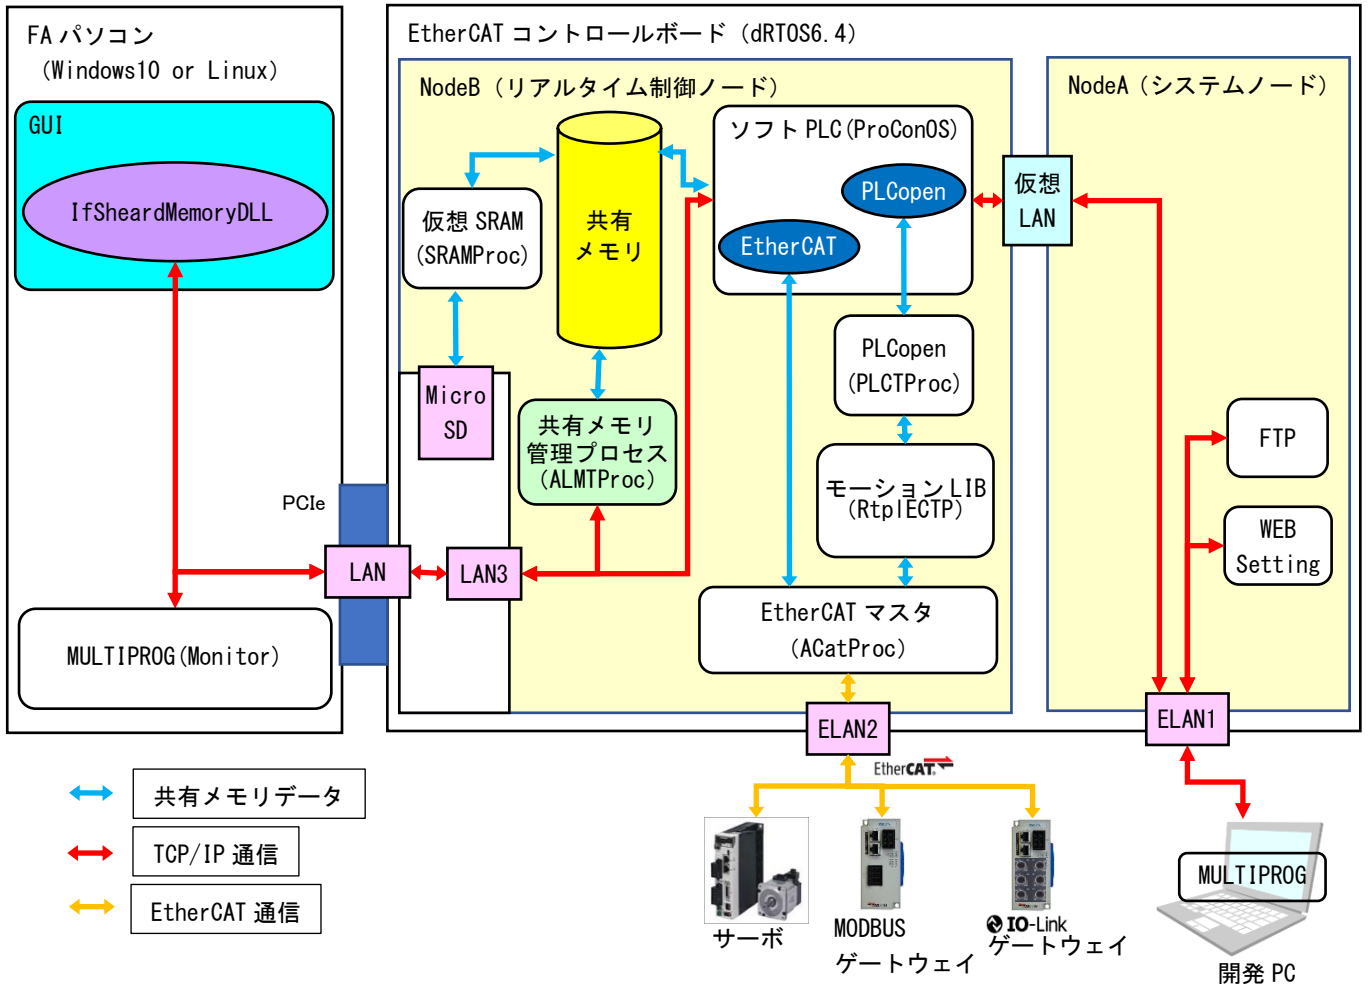 FA パソコン
（Windows10 or Linux）
GUI
IfSheardMemoryDLL
MULTIPROG(Monitor)
PCIe
LAN
EtherCAT コントロールボード（dRTOS6.4）
NodeB（リアルタイム制御ノード）
仮想 SRAM
(SRAMProc)
共有
メモリ
ソフト PLC(ProConOS)
PLCopen
EtherCAT
Micro
SD
共有メモリ
管理プロセス
(ALMTProc)
PLCopen
(PLCTProc)
モーション LIB
(RtplECTP)
LAN3
EtherCAT マスタ
(ACatProc)
ELAN2
仮想
LAN
NodeA（システムノード）
FTP
WEB
Setting
ELAN1
EtherCAT
共有メモリデータ
TCP/IP 通信
EtherCAT 通信
サーボ
MODBUS
ゲートウェイ
IO-Link
ゲートウェイ
MULTIPROG
開発 PC